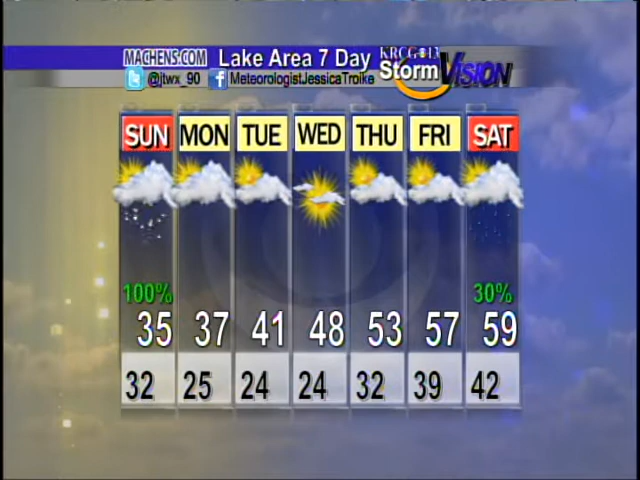 MACHENS.COM Lake Area 7 Day KRCG 13
@jtwx_90 f MeteorologistJessicaTroike StormVISION
SUN MON TUE WED THU FRI SAT
100% 30%
35 37 41 48 53 57 59
32 25 24 24 32 39 42